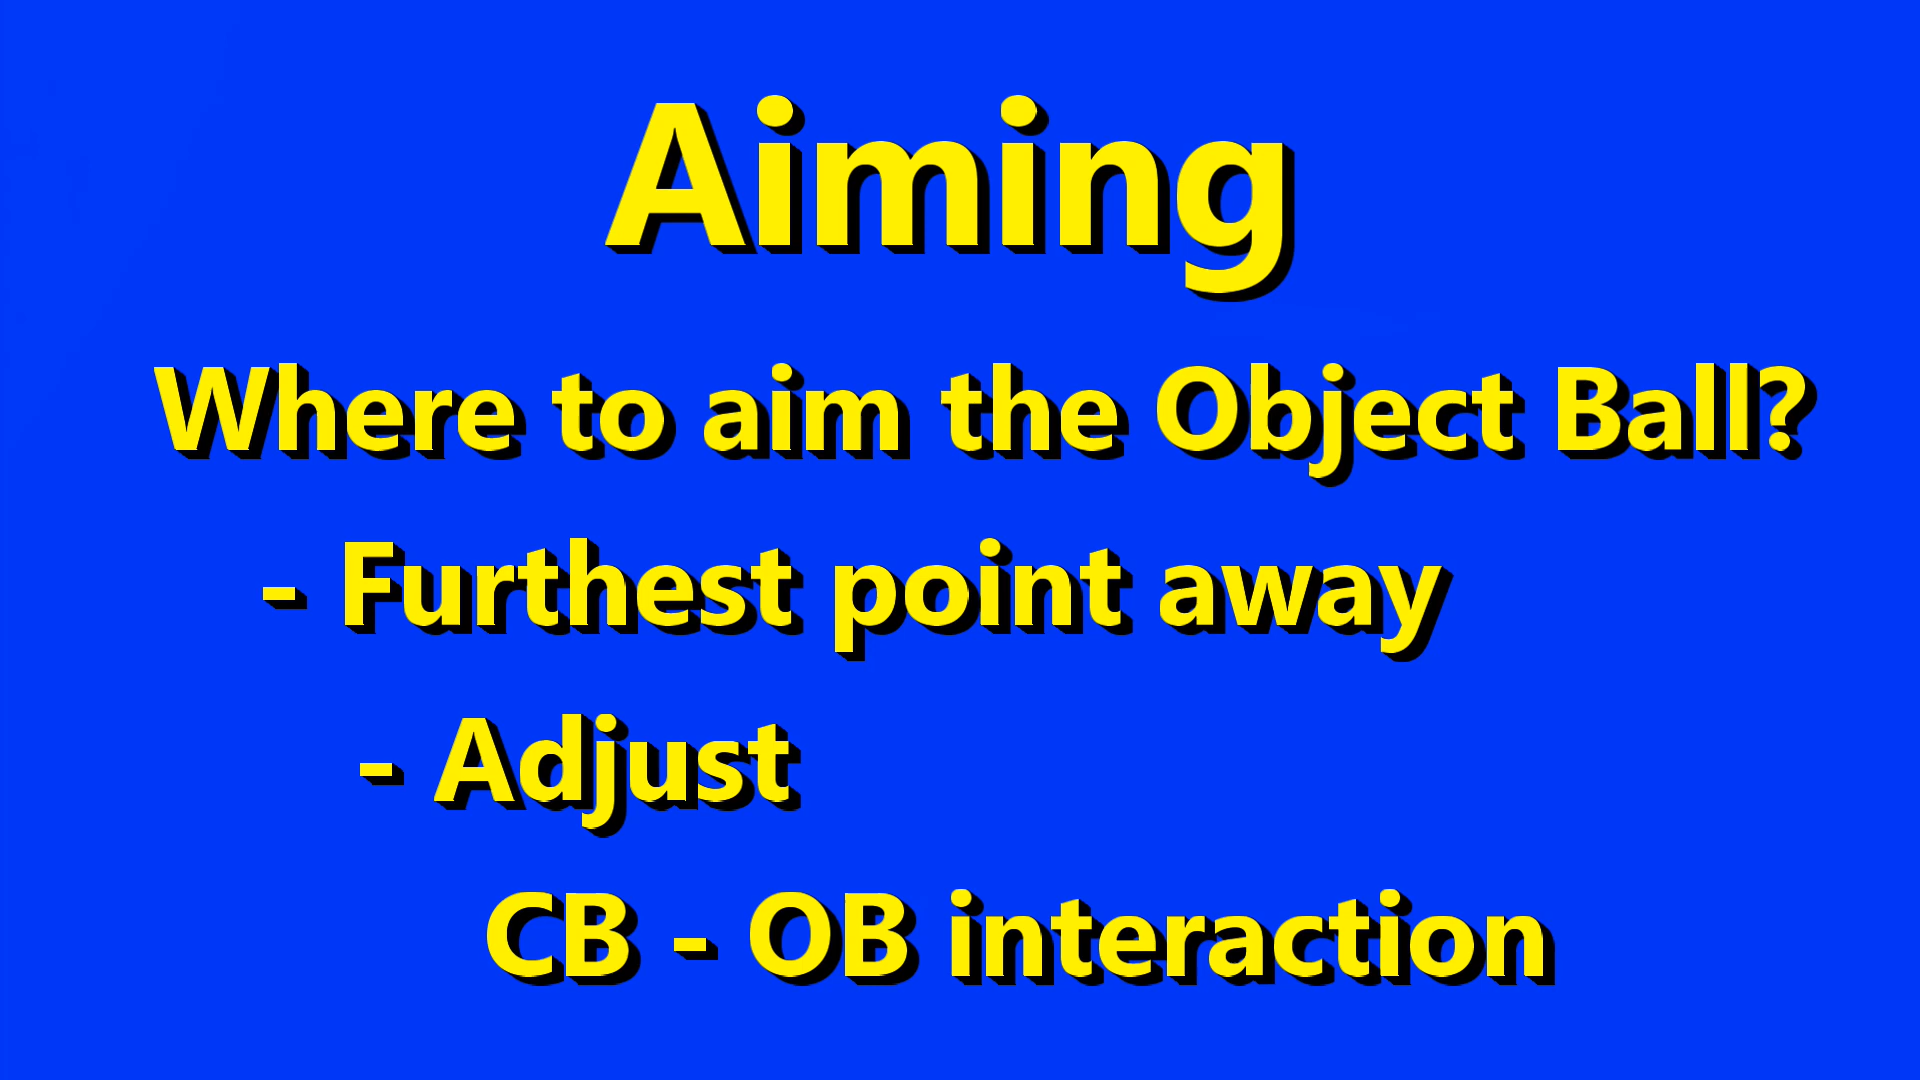 Aiming
Where to aim the Object Ball?
- Furthest point away
- Adjust
CB - OB interaction